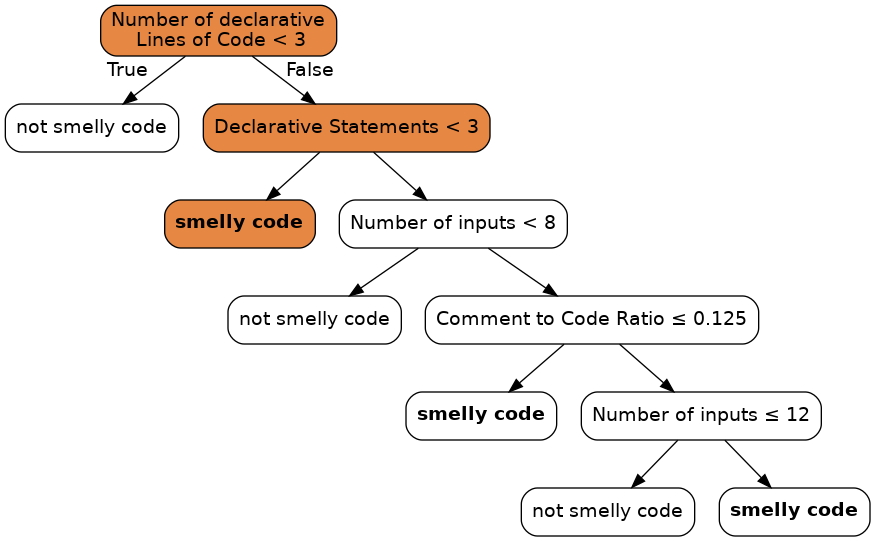 Number of declarative
Lines of Code < 3
True
False
not smelly code
Declarative Statements < 3
smelly code
Number of inputs < 8
not smelly code
Comment to Code Ratio ≤ 0.125
smelly code
Number of inputs ≤ 12
not smelly code
smelly code